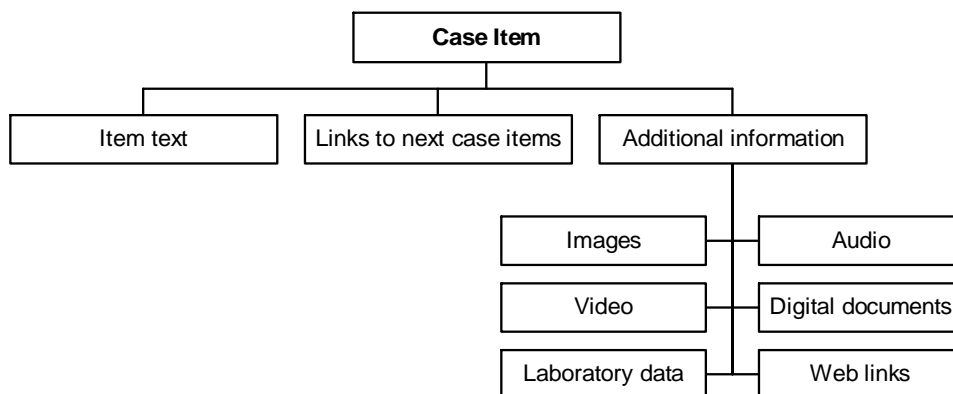 Case Item
Item text
Links to next case items
Additional information
Images
Audio
Video
Digital documents
Laboratory data
Web links